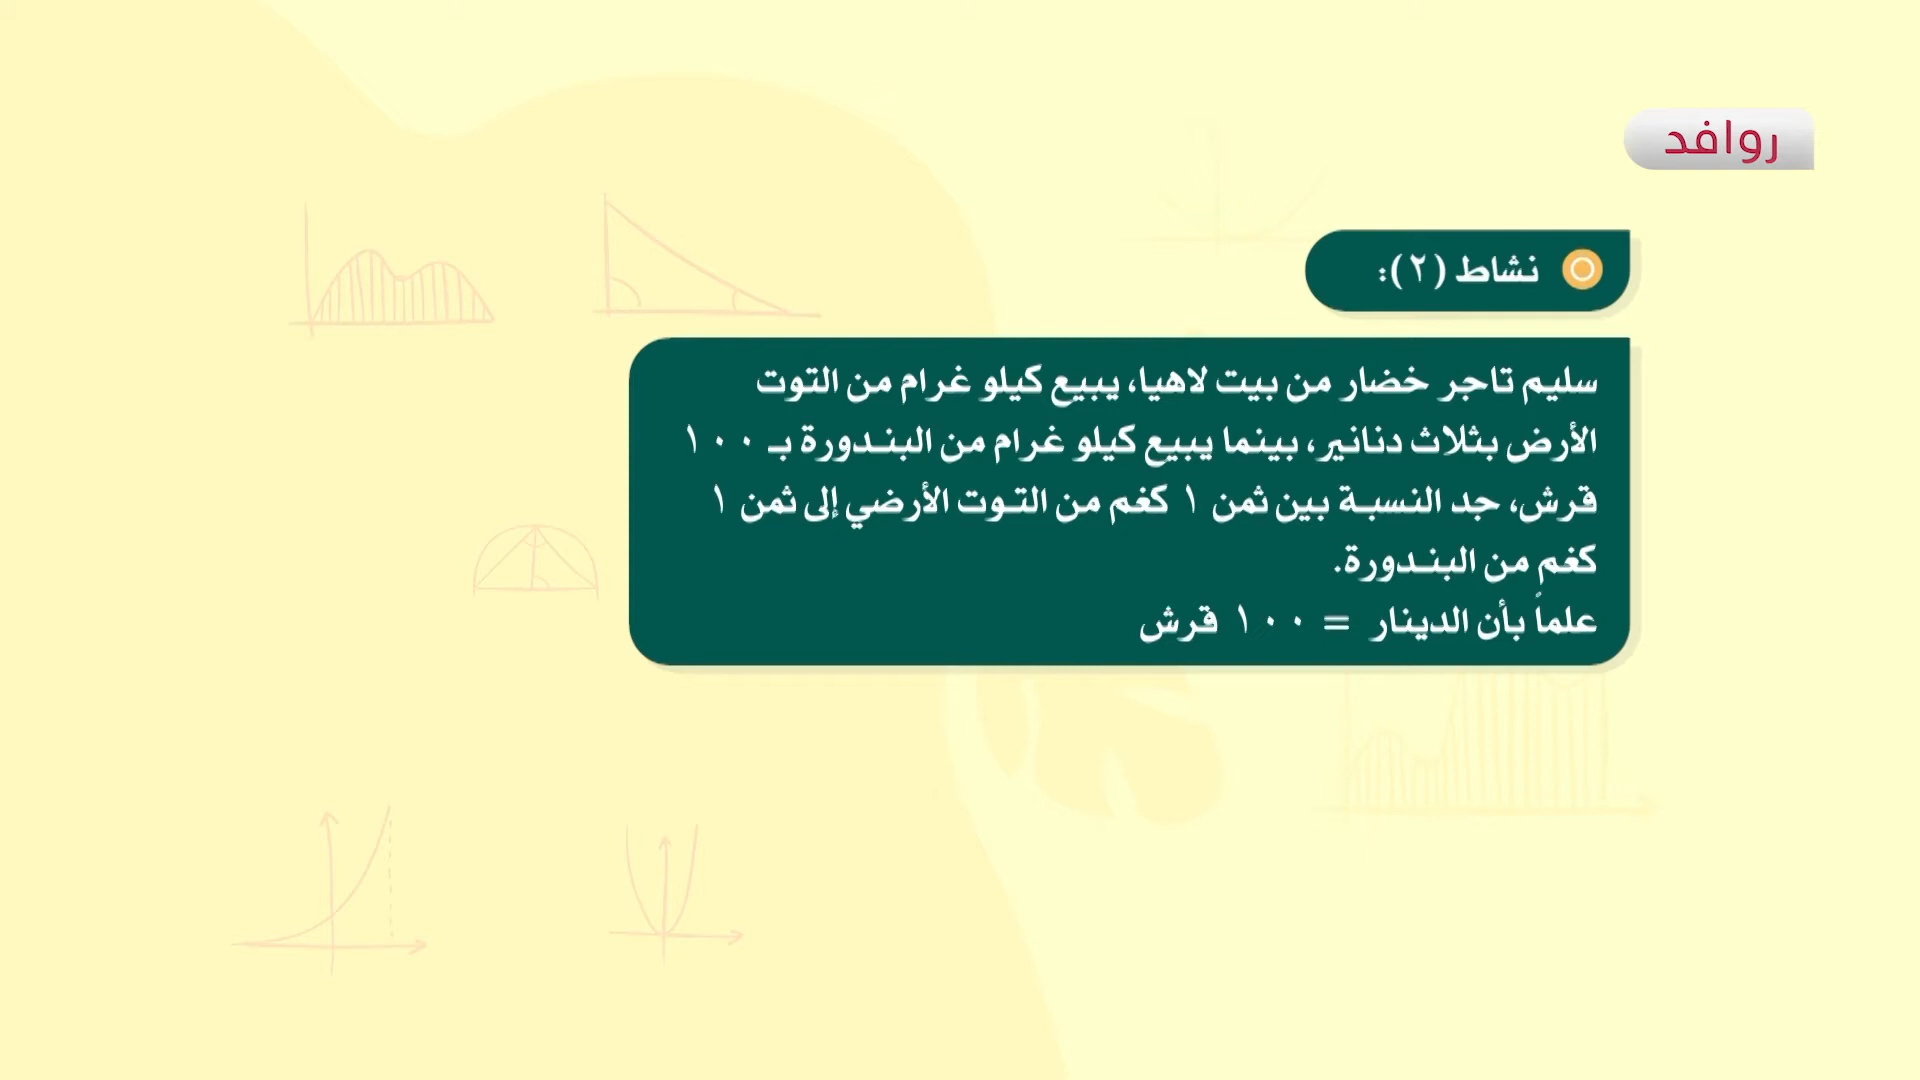 روافد
نشاط (٢):
سليم تاجر خضار من بيت لاهيا، يبيع كيلو غرام من التوت
الأرض بثلاث دنانير، بينما يبيع كيلو غرام من البندورة بـ ١٠٠
قرش، جد النسبة بين ثمن ١ كغم من التوت الأرضي إلى ثمن ١
كغم من البندورة.
علماً بأن الدينار = ١٠٠ قرش